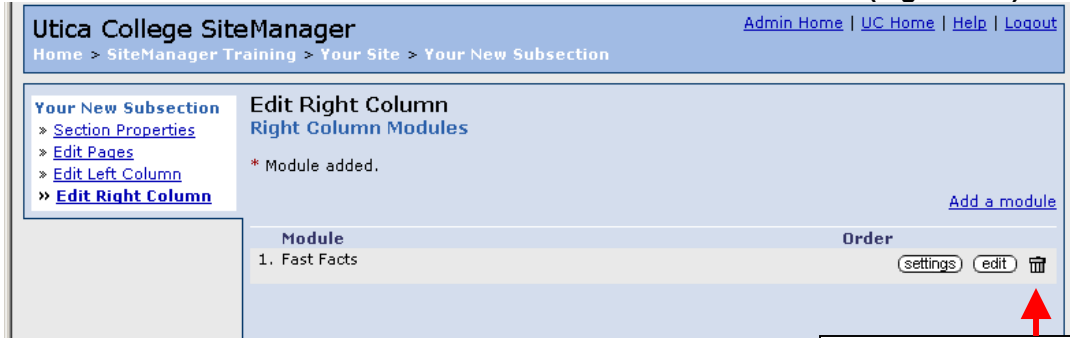 Utica College SiteManager
Admin Home | UC Home | Help | Logout
Home > SiteManager Training > Your Site > Your New Subsection
Your New Subsection
» Section Properties
» Edit Pages
» Edit Left Column
» Edit Right Column
Edit Right Column
Right Column Modules
* Module added.
Add a module
Module Order
1. Fast Facts (settings) (edit)